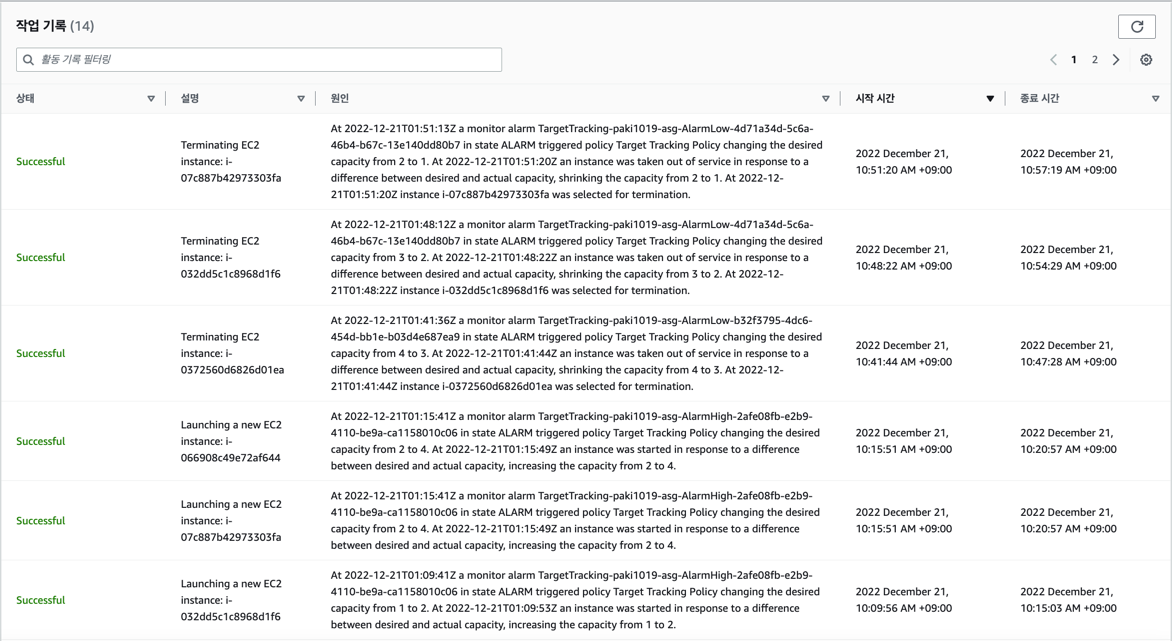 작업 기록 (14)
활동 기록 필터링
1 2
상태
설명
원인
시작 시간
종료 시간
Successful
Terminating EC2
instance: i-
07c887b42973303fa
At 2022-12-21T01:51:13Z a monitor alarm TargetTracking-paki1019-asg-AlarmLow-4d71a34d-5c6a-
46b4-b67c-13e140dd80b7 in state ALARM triggered policy Target Tracking Policy changing the desired
capacity from 2 to 1. At 2022-12-21T01:51:20Z an instance was taken out of service in response to a
difference between desired and actual capacity, shrinking the capacity from 2 to 1. At 2022-12-
21T01:51:20Z instance i-07c887b42973303fa was selected for termination.
2022 December 21,
10:51:20 AM +09:00
2022 December 21,
10:57:19 AM +09:00
Successful
Terminating EC2
instance: i-
032dd5c1c8968d1f6
At 2022-12-21T01:48:12Z a monitor alarm TargetTracking-paki1019-asg-AlarmLow-4d71a34d-5c6a-
46b4-b67c-13e140dd80b7 in state ALARM triggered policy Target Tracking Policy changing the desired
capacity from 3 to 2. At 2022-12-21T01:48:22Z an instance was taken out of service in response to a
difference between desired and actual capacity, shrinking the capacity from 3 to 2. At 2022-12-
21T01:48:22Z instance i-032dd5c1c8968d1f6 was selected for termination.
2022 December 21,
10:48:22 AM +09:00
2022 December 21,
10:54:29 AM +09:00
Successful
Terminating EC2
instance: i-
0372560d6826d01ea
At 2022-12-21T01:41:36Z a monitor alarm TargetTracking-paki1019-asg-AlarmLow-b32f3795-4dc6-
454d-bb1e-b03d4e687ea9 in state ALARM triggered policy Target Tracking Policy changing the desired
capacity from 4 to 3. At 2022-12-21T01:41:44Z an instance was taken out of service in response to a
difference between desired and actual capacity, shrinking the capacity from 4 to 3. At 2022-12-
21T01:41:44Z instance i-0372560d6826d01ea was selected for termination.
2022 December 21,
10:41:44 AM +09:00
2022 December 21,
10:47:28 AM +09:00
Successful
Launching a new EC2
instance: i-
066908c49e72af644
At 2022-12-21T01:15:41Z a monitor alarm TargetTracking-paki1019-asg-AlarmHigh-2afe08fb-e2b9-
4110-be9a-ca1158010c06 in state ALARM triggered policy Target Tracking Policy changing the desired
capacity from 2 to 4. At 2022-12-21T01:15:49Z an instance was started in response to a difference
between desired and actual capacity, increasing the capacity from 2 to 4.
2022 December 21,
10:15:51 AM +09:00
2022 December 21,
10:20:57 AM +09:00
Successful
Launching a new EC2
instance: i-
07c887b42973303fa
At 2022-12-21T01:15:41Z a monitor alarm TargetTracking-paki1019-asg-AlarmHigh-2afe08fb-e2b9-
4110-be9a-ca1158010c06 in state ALARM triggered policy Target Tracking Policy changing the desired
capacity from 2 to 4. At 2022-12-21T01:15:49Z an instance was started in response to a difference
between desired and actual capacity, increasing the capacity from 2 to 4.
2022 December 21,
10:15:51 AM +09:00
2022 December 21,
10:20:57 AM +09:00
Successful
Launching a new EC2
instance: i-
032dd5c1c8968d1f6
At 2022-12-21T01:09:41Z a monitor alarm TargetTracking-paki1019-asg-AlarmHigh-2afe08fb-e2b9-
4110-be9a-ca1158010c06 in state ALARM triggered policy Target Tracking Policy changing the desired
capacity from 1 to 2. At 2022-12-21T01:09:53Z an instance was started in response to a difference
between desired and actual capacity, increasing the capacity from 1 to 2.
2022 December 21,
10:09:56 AM +09:00
2022 December 21,
10:15:03 AM +09:00